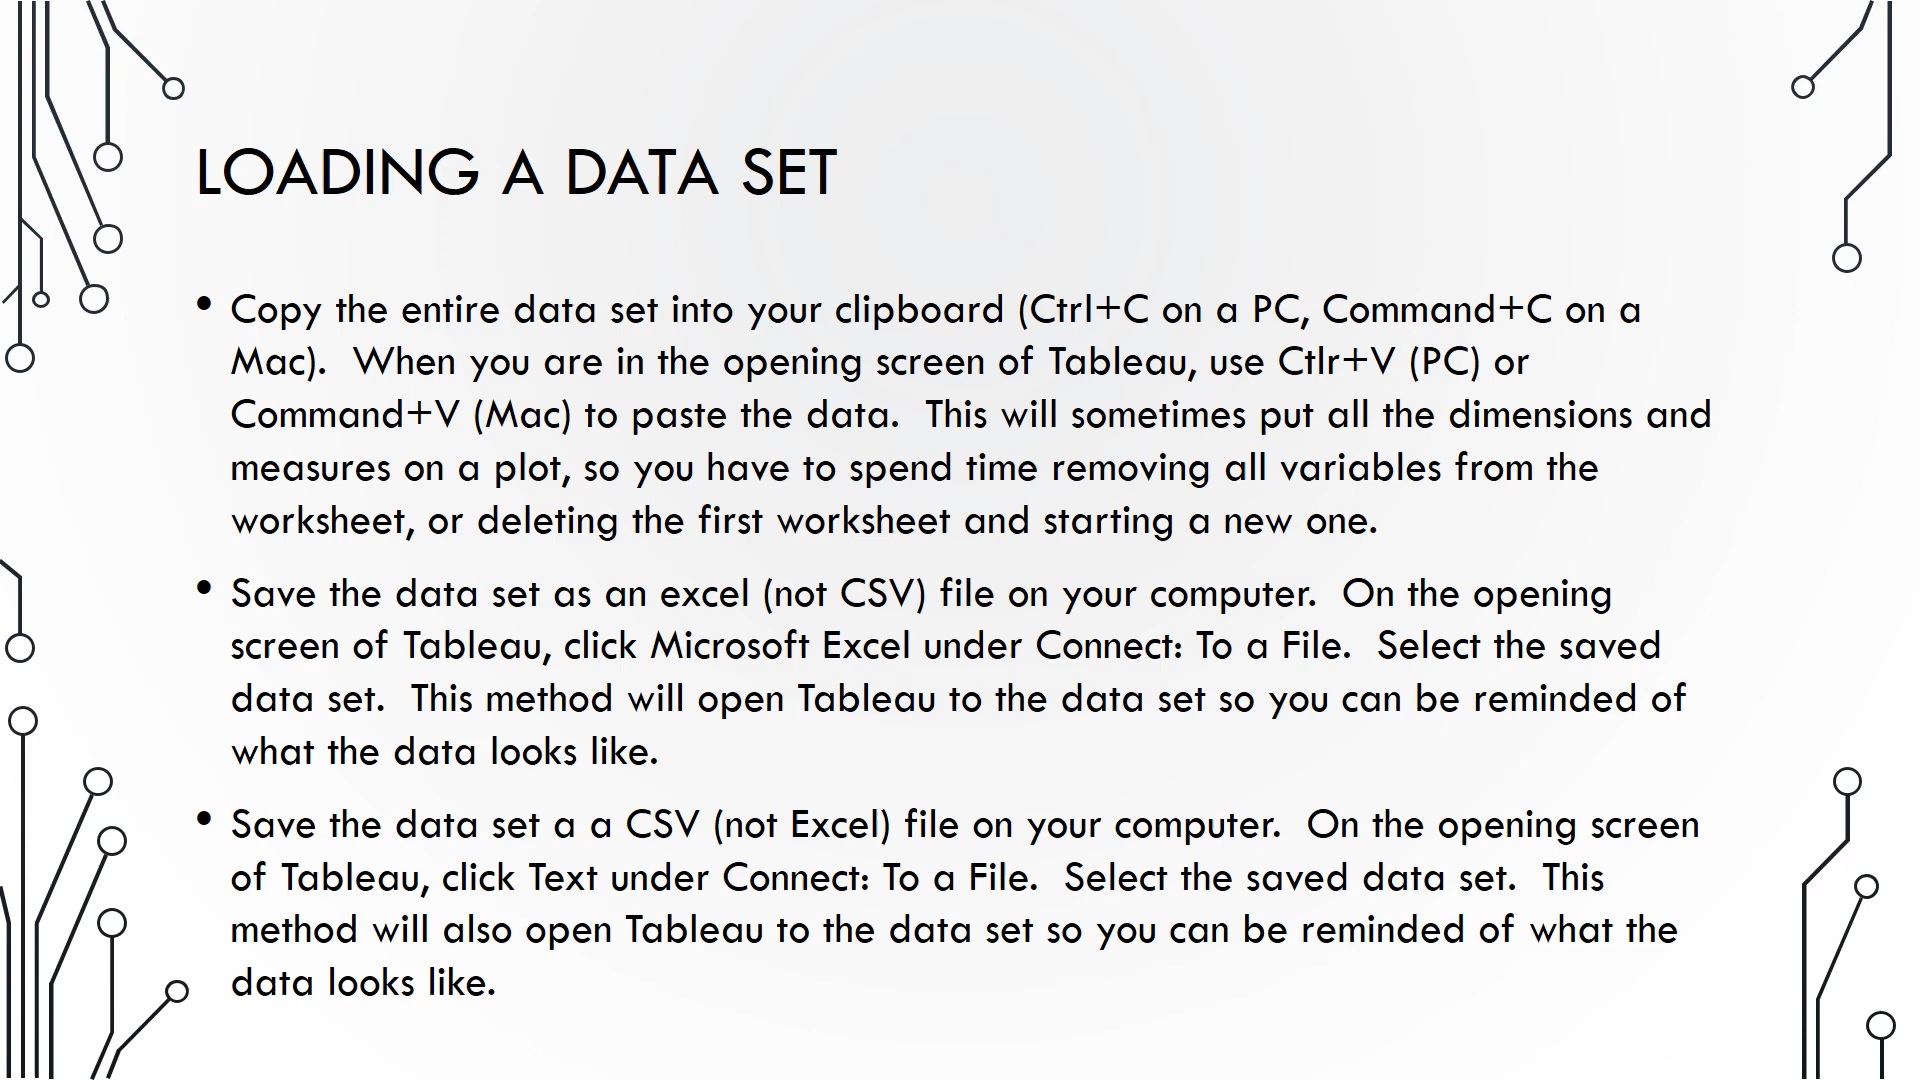 LOADING A DATA SET
• Copy the entire data set into your clipboard (Ctrl+C on a PC, Command+C on a
Mac).  When you are in the opening screen of Tableau, use Ctlr+V (PC) or
Command+V (Mac) to paste the data.  This will sometimes put all the dimensions and
measures on a plot, so you have to spend time removing all variables from the
worksheet, or deleting the first worksheet and starting a new one.
• Save the data set as an excel (not CSV) file on your computer.  On the opening
screen of Tableau, click Microsoft Excel under Connect: To a File.  Select the saved
data set.  This method will open Tableau to the data set so you can be reminded of
what the data looks like.
• Save the data set a a CSV (not Excel) file on your computer.  On the opening screen
of Tableau, click Text under Connect: To a File.  Select the saved data set.  This
method will also open Tableau to the data set so you can be reminded of what the
data looks like.